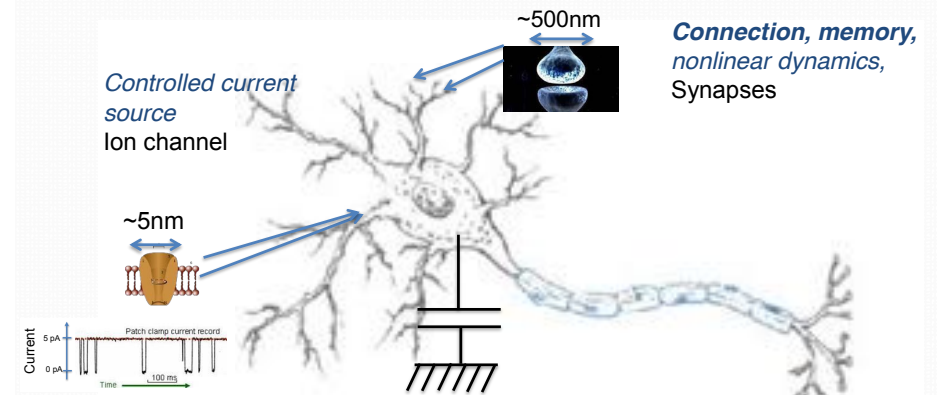 ~500nm
Connection, memory,
nonlinear dynamics,
Synapses
Controlled current
source
Ion channel
~5nm
Patch clamp current record
Current
5 pA
0 pA
100 ms
Time